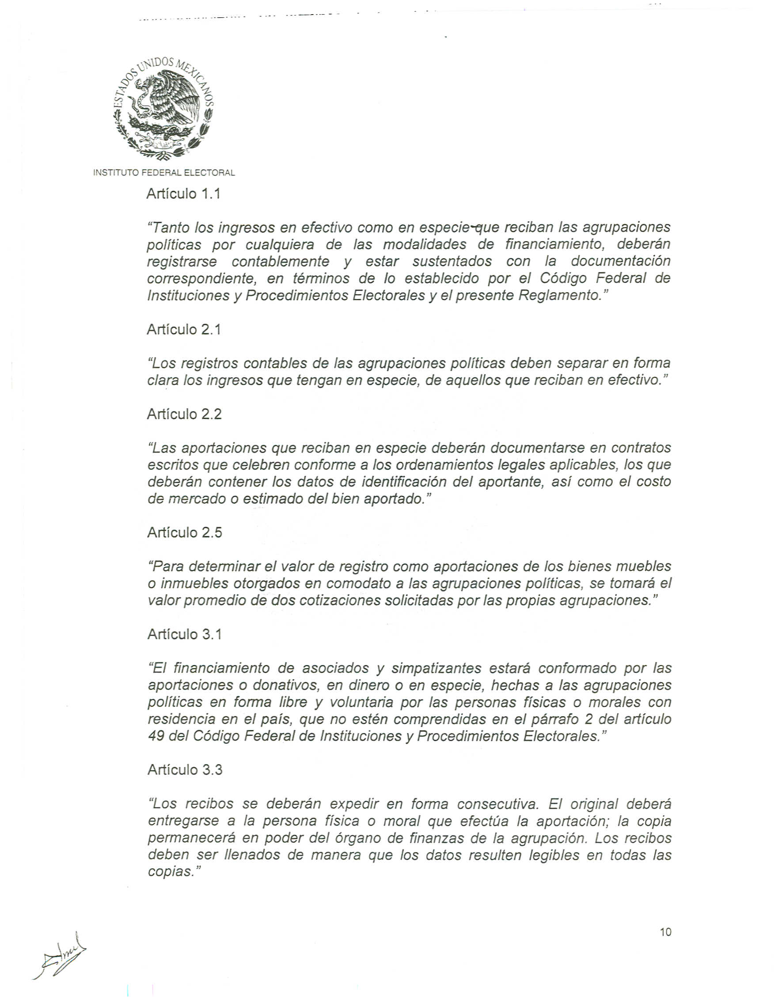 ESTADOS UNIDOS MEXICANOS
INSTITUTO FEDERAL ELECTORAL
Artículo 1.1
“Tanto los ingresos en efectivo como en especie que reciban las agrupaciones
políticas por cualquiera de las modalidades de financiamiento, deberán
registrarse contablemente y estar sustentados con la documentación
correspondiente, en términos de lo establecido por el Código Federal de
Instituciones y Procedimientos Electorales y el presente Reglamento.”
Artículo 2.1
“Los registros contables de las agrupaciones políticas deben separar en forma
clara los ingresos que tengan en especie, de aquellos que reciban en efectivo.”
Artículo 2.2
“Las aportaciones que reciban en especie deberán documentarse en contratos
escritos que celebren conforme a los ordenamientos legales aplicables, los que
deberán contener los datos de identificación del aportante, así como el costo
de mercado o estimado del bien aportado.”
Artículo 2.5
“Para determinar el valor de registro como aportaciones de los bienes muebles
o inmuebles otorgados en comodato a las agrupaciones políticas, se tomará el
valor promedio de dos cotizaciones solicitadas por las propias agrupaciones.”
Artículo 3.1
“El financiamiento de asociados y simpatizantes estará conformado por las
aportaciones o donativos, en dinero o en especie, hechas a las agrupaciones
políticas en forma libre y voluntaria por las personas físicas o morales con
residencia en el país, que no estén comprendidas en el párrafo 2 del artículo
49 del Código Federal de Instituciones y Procedimientos Electorales.”
Artículo 3.3
“Los recibos se deberán expedir en forma consecutiva. El original deberá
entregarse a la persona física o moral que efectúa la aportación; la copia
permanecerá en poder del órgano de finanzas de la agrupación. Los recibos
deben ser llenados de manera que los datos resulten legibles en todas las
copias.”
10